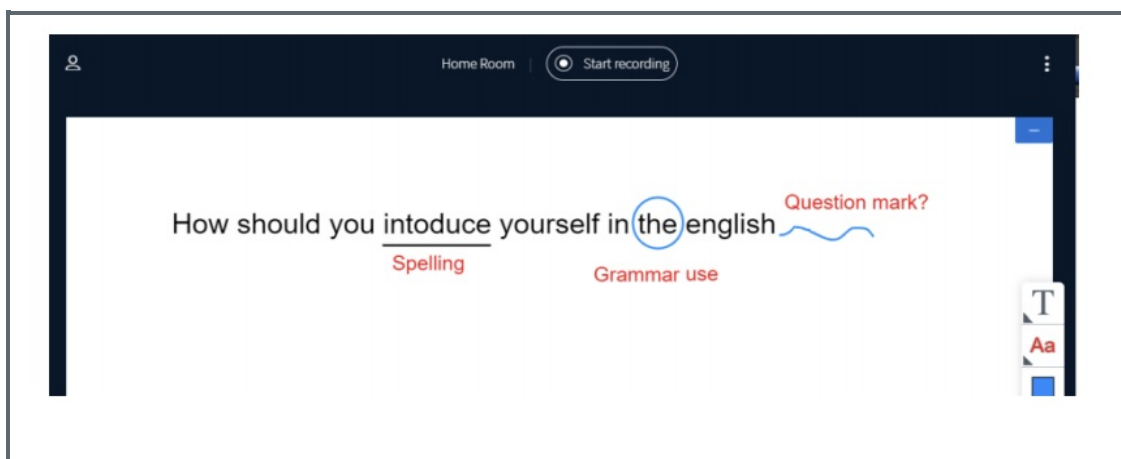 Home Room | Start recording
Question mark?
How should you intoduce yourself in the english
Spelling
Grammar use
T
Aa